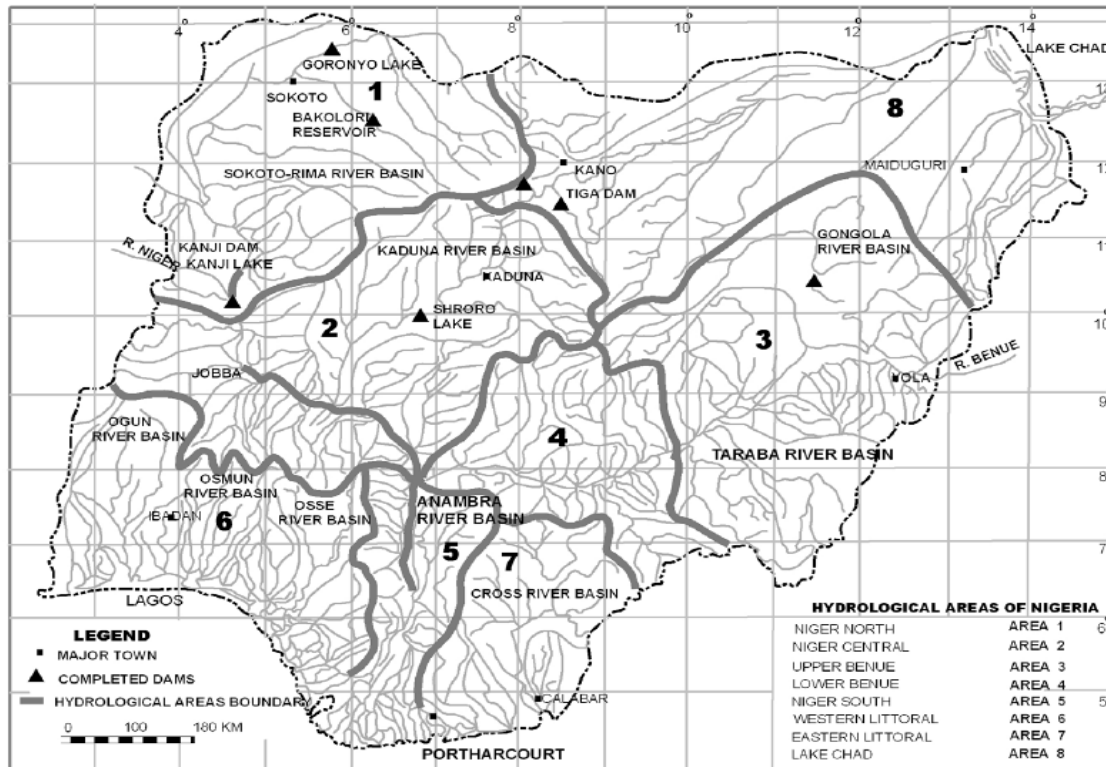 4
6
8
10
12
14
LAKE CHAD
GORONYO LAKE
1
SOKOTO
8
BAKOLORI
RESERVOIR
KANO
MAIDUGURI
SOKOTO-RIMA RIVER BASIN
TIGA DAM
GONGOLA
RIVER BASIN
R. NIGER
KANJI DAM
KANJI LAKE
KADUNA RIVER BASIN
KADUNA
SHRORO
LAKE
10
2
3
R. BENUE
JOBBA
YOLA
9
OGUN
RIVER BASIN
4
TARABA RIVER BASIN
8
OSMUN
RIVER BASIN
OSSE
RIVER BASIN
ANAMBRA
RIVER BASIN
IBADAN
6
5
7
7
CROSS RIVER BASIN
LAGOS
CALABAR
PORTHARCOURT
LEGEND
MAJOR TOWN
COMPLETED DAMS
HYDROLOGICAL AREAS BOUNDARY
0 100 180 KM
HYDROLOGICAL AREAS OF NIGERIA
6
NIGER NORTH AREA 1
NIGER CENTRAL AREA 2
UPPER BENUE AREA 3
LOWER BENUE AREA 4
NIGER SOUTH AREA 5
5
WESTERN LITTORAL AREA 6
EASTERN LITTORAL AREA 7
LAKE CHAD AREA 8